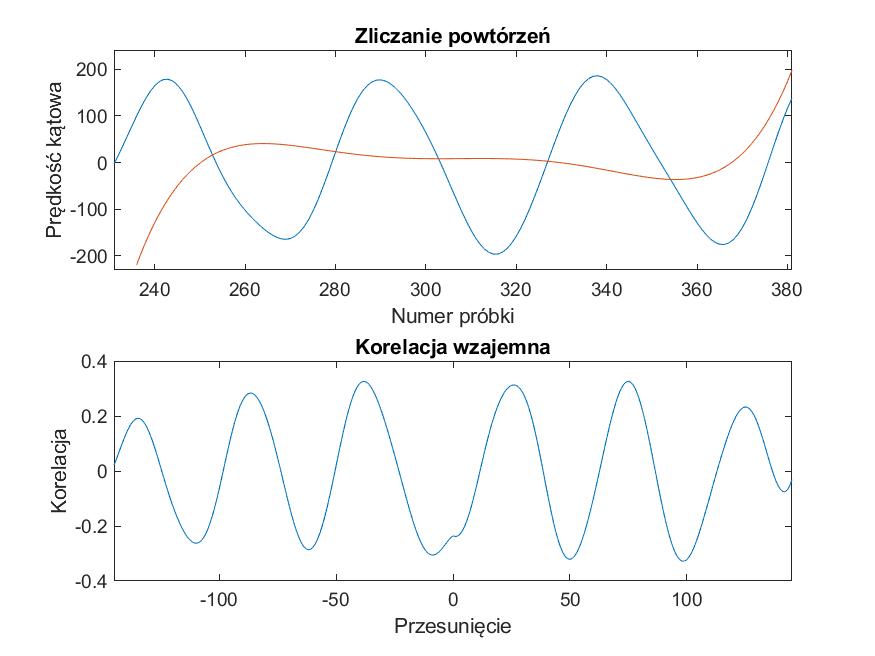 Zliczanie powtórzeń
200
100
0
-100
-200
Prędkość kątowa
240 260 280 300 320 340 360 380
Numer próbki
Korelacja wzajemna
0.4
0.2
0
-0.2
-0.4
Korelacja
-100 -50 0 50 100
Przesunięcie